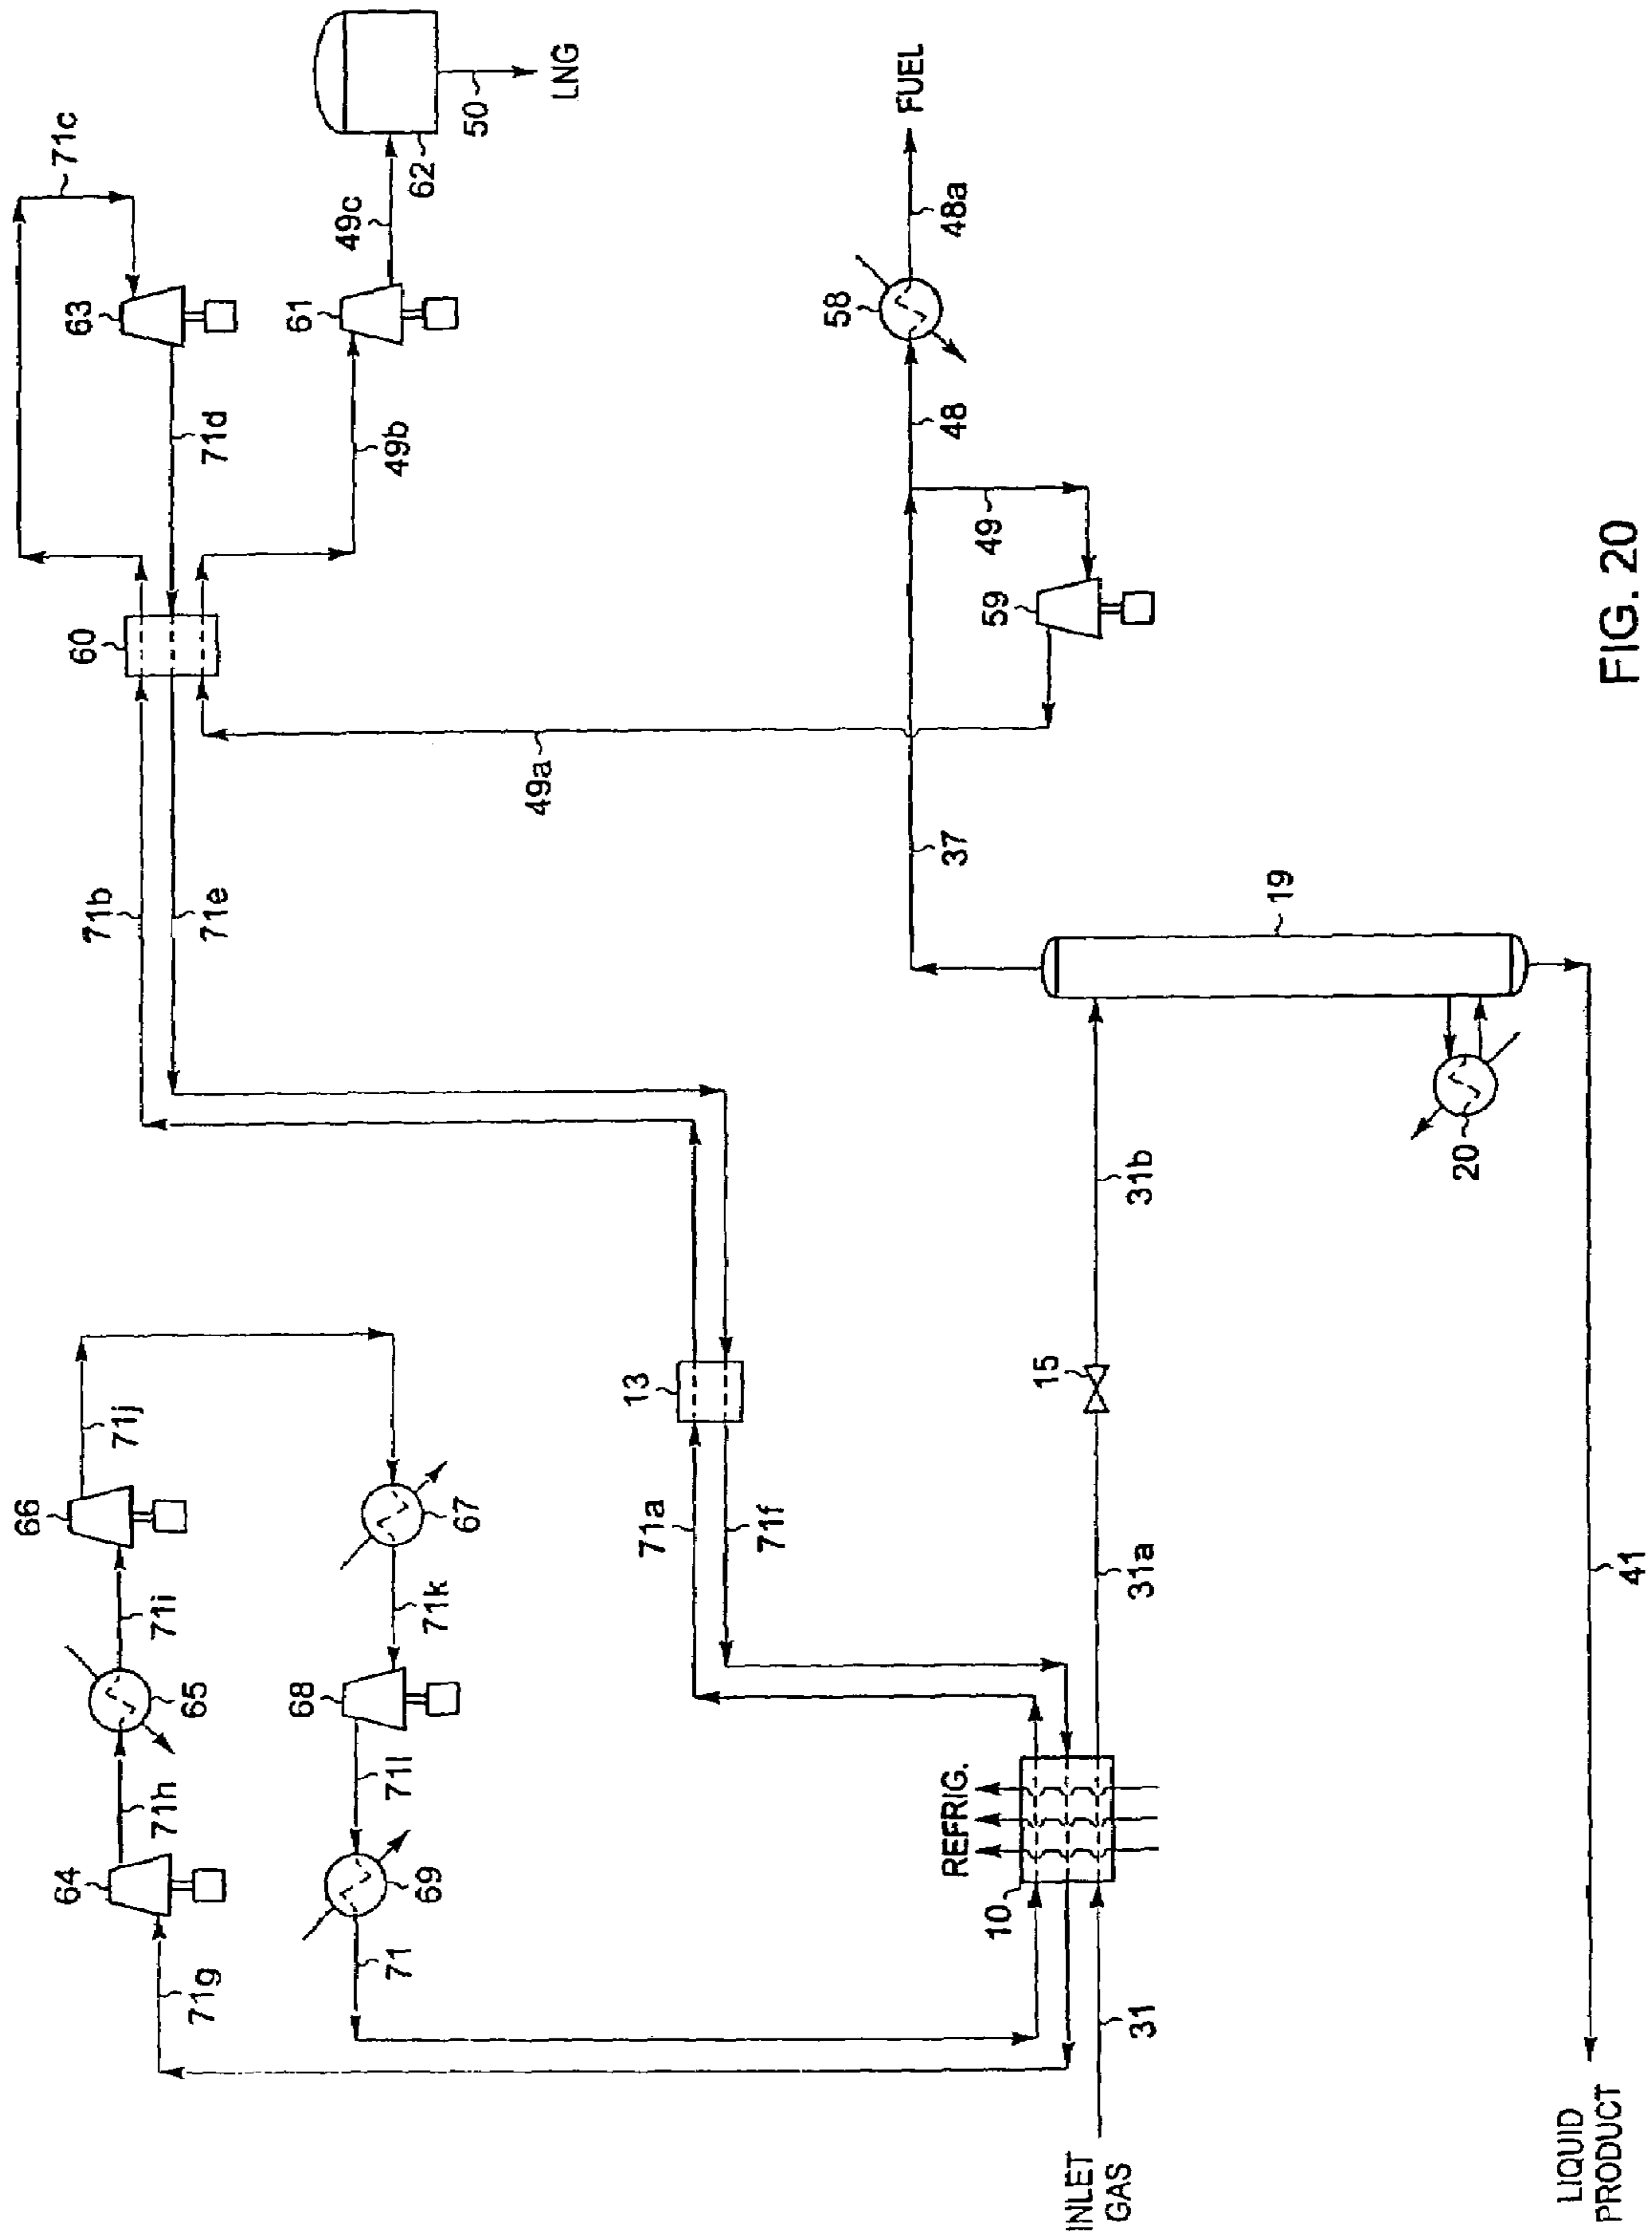 71c
63
71d
60
61
49b
49c
62
50
LNG
71b
71e
49a
58
48
48a
FUEL
49
59
37
66
71j
71i
65
71h
64
71g
67
71k
68
71l
69
71
13
71a
71f
REFRIG.
10
31
INLET
GAS
31a
15
31b
19
20
41
LIQUID
PRODUCT
FIG. 20